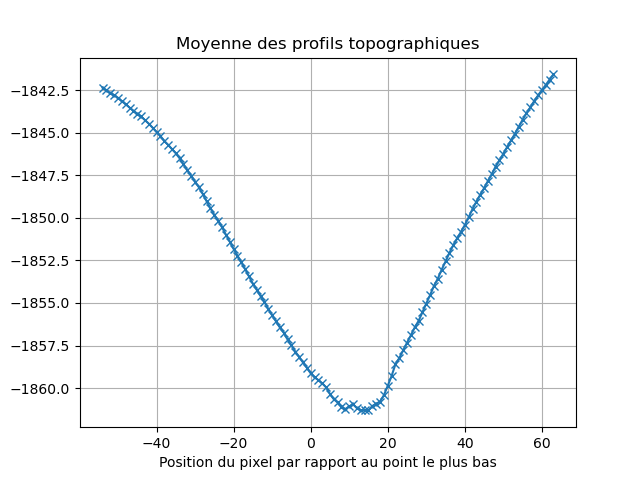 Moyenne des profils topographiques
−1842.5
−1845.0
−1847.5
−1850.0
−1852.5
−1855.0
−1857.5
−1860.0
−40 −20 0 20 40 60
Position du pixel par rapport au point le plus bas